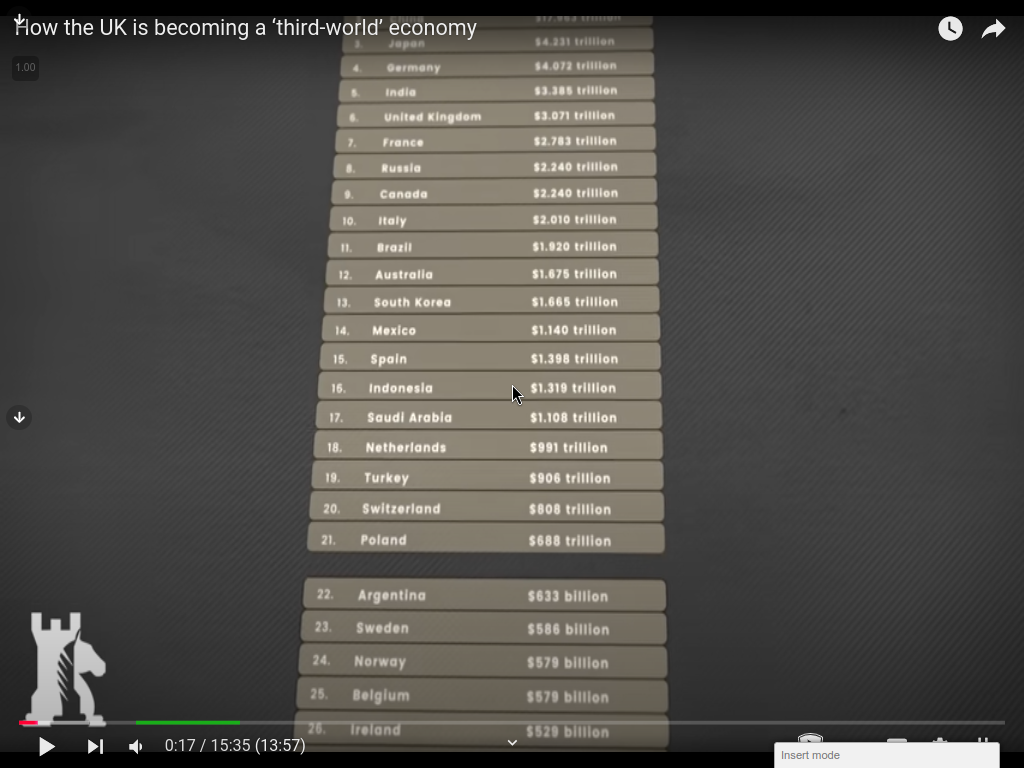 How the UK is becoming a ‘third-world’ economy
1.00
China $17.963 trillion
3. Japan $4.231 trillion
4. Germany $4.072 trillion
5. India $3.385 trillion
6. United Kingdom $3.071 trillion
7. France $2.783 trillion
8. Russia $2.240 trillion
9. Canada $2.240 trillion
10. Italy $2.010 trillion
11. Brazil $1.920 trillion
12. Australia $1.675 trillion
13. South Korea $1.665 trillion
14. Mexico $1.140 trillion
15. Spain $1.398 trillion
16. Indonesia $1.319 trillion
17. Saudi Arabia $1.108 trillion
18. Netherlands $991 trillion
19. Turkey $906 trillion
20. Switzerland $808 trillion
21. Poland $688 trillion
22. Argentina $633 billion
23. Sweden $586 billion
24. Norway $579 billion
25. Belgium $579 billion
26. Ireland $529 billion
0:17 / 15:35 (13:57)
Insert mode